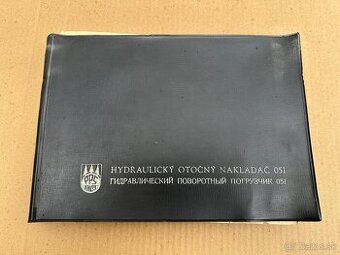 HYDRAULICKÝ OTOČNÝ NAKLADAČ 051
ГИДРАВЛИЧЕСКИЙ ПОВОРОТНЫЙ ПОГРУЗЧИК 051